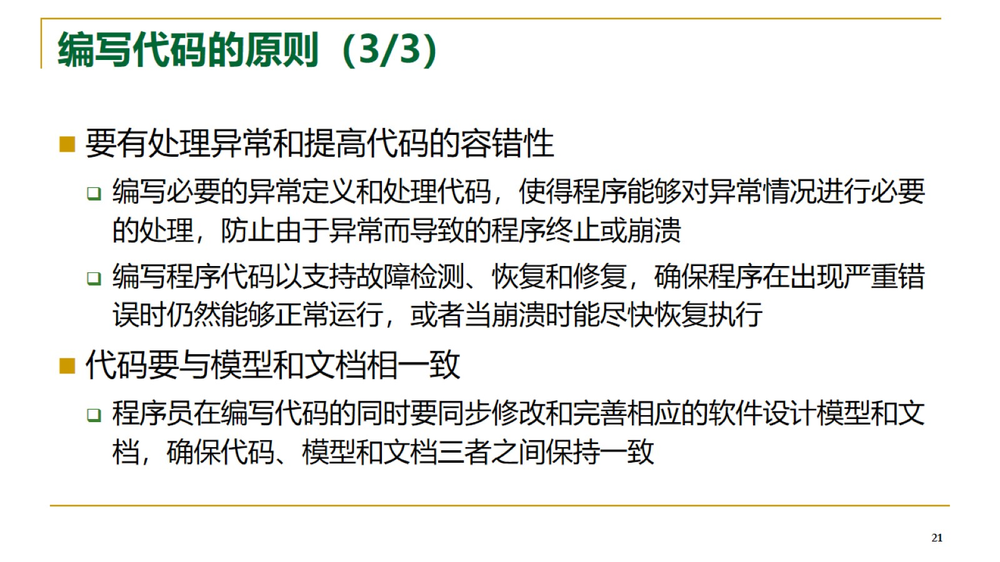 编写代码的原则（3/3）
要有处理异常和提高代码的容错性
编写必要的异常定义和处理代码，使得程序能够对异常情况进行必要
的处理，防止由于异常而导致的程序终止或崩溃
编写程序代码以支持故障检测、恢复和修复，确保程序在出现严重错
误时仍然能够正常运行，或者当崩溃时能尽快恢复执行
代码要与模型和文档相一致
程序员在编写代码的同时要同步修改和完善相应的软件设计模型和文
档，确保代码、模型和文档三者之间保持一致
21